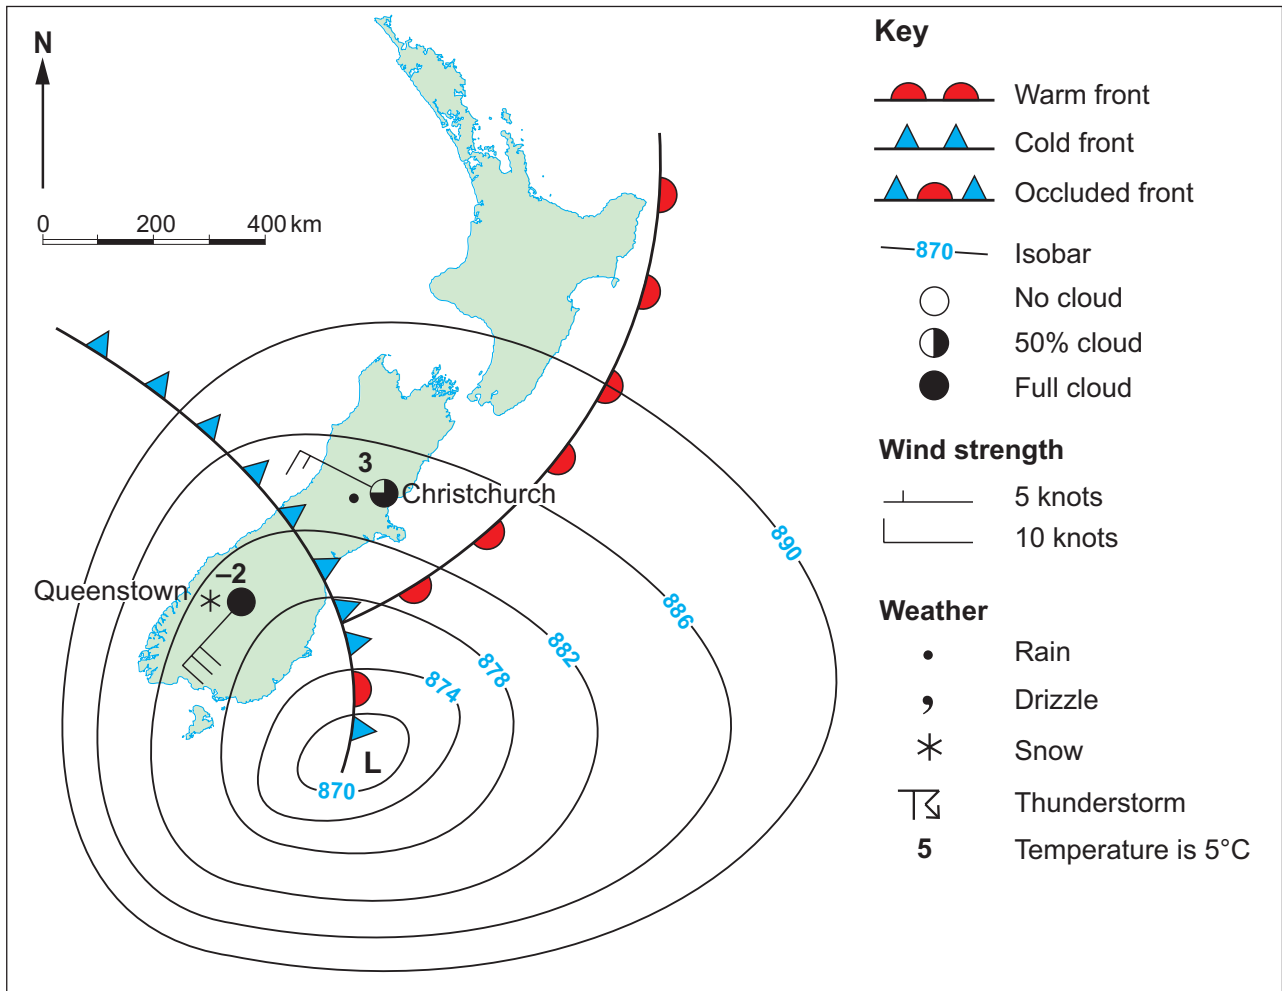 N
0 200 400 km
3
Christchurch
–2
Queenstown
890
886
882
878
874
870
L
Key
Warm front
Cold front
Occluded front
870 Isobar
No cloud
50% cloud
Full cloud
Wind strength
5 knots
10 knots
Weather
Rain
Drizzle
Snow
Thunderstorm
5 Temperature is 5°C